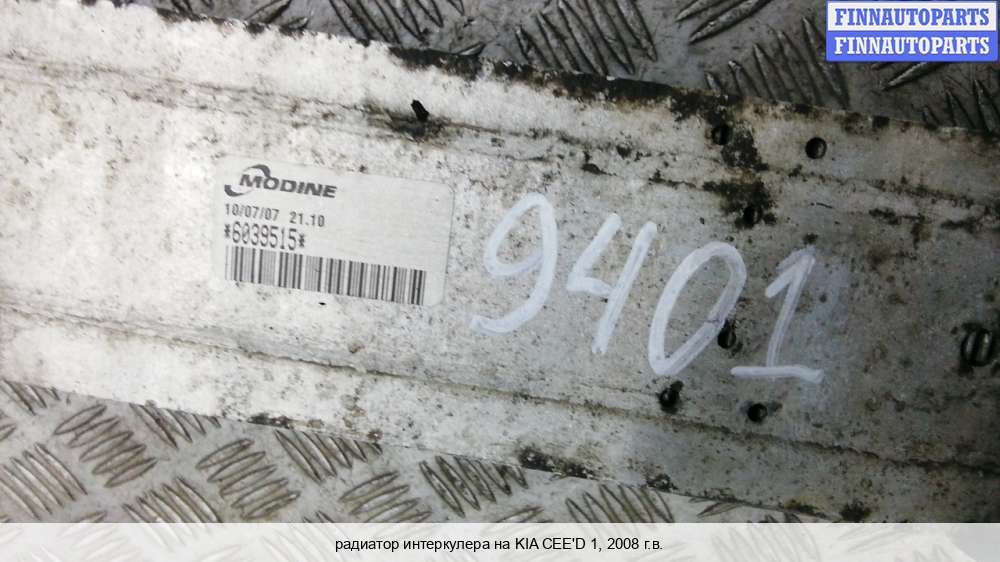 FINNAUTOPARTS
FINNAUTOPARTS
MODINE
10/07/07 21.10
*6039515*
9401
радиатор интеркулера на KIA CEE'D 1, 2008 г.в.